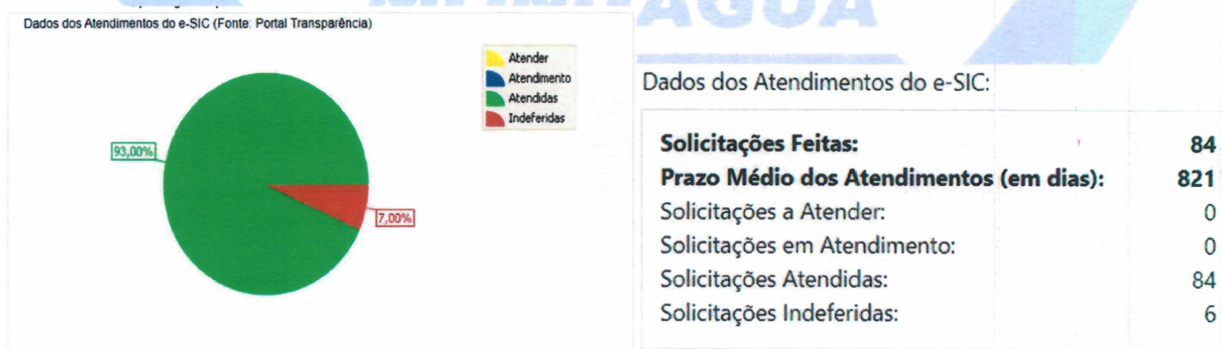 ÁGUA
Dados dos Atendimentos do e-SIC (Fonte: Portal Transparência)
Atender
Atendimento
Atendidas
Indeferidas
93,00%
7,00%
Dados dos Atendimentos do e-SIC:
Solicitações Feitas: 84
Prazo Médio dos Atendimentos (em dias): 821
Solicitações a Atender: 0
Solicitações em Atendimento: 0
Solicitações Atendidas: 84
Solicitações Indeferidas: 6